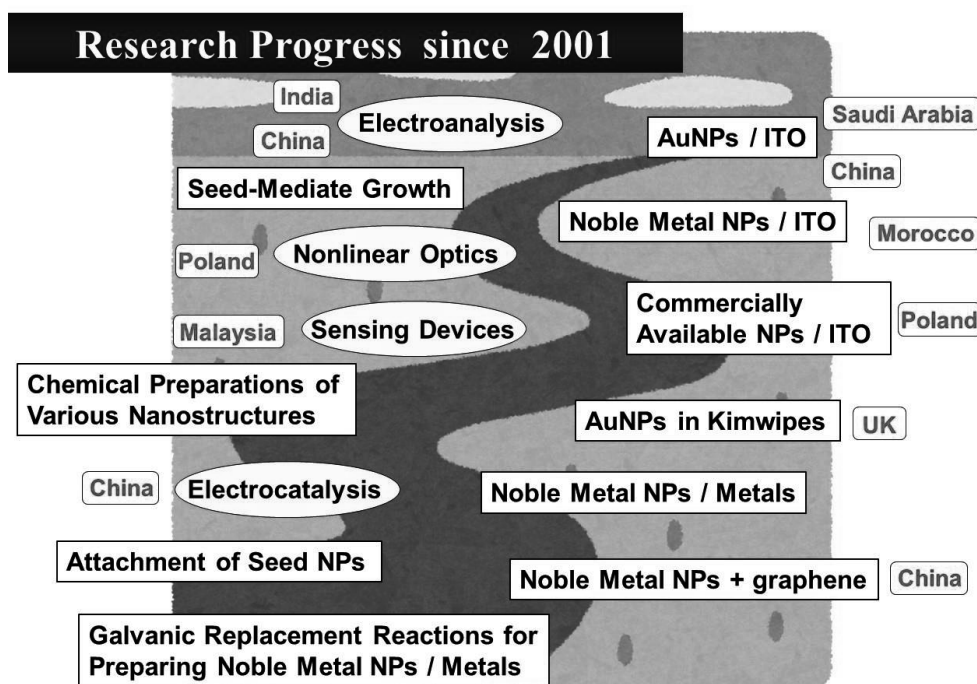 Research Progress since 2001
India
Electroanalysis
China
Saudi Arabia
AuNPs / ITO
China
Seed-Mediate Growth
Noble Metal NPs / ITO
Morocco
Poland
Nonlinear Optics
Commercially
Available NPs / ITO
Poland
Malaysia
Sensing Devices
Chemical Preparations of
Various Nanostructures
AuNPs in Kimwipes
UK
China
Electrocatalysis
Noble Metal NPs / Metals
Attachment of Seed NPs
Noble Metal NPs + graphene
China
Galvanic Replacement Reactions for
Preparing Noble Metal NPs / Metals